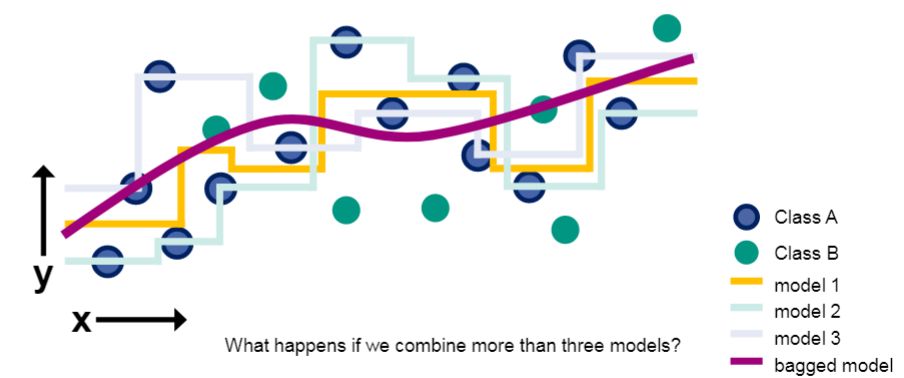 y
x
What happens if we combine more than three models?
Class A
Class B
model 1
model 2
model 3
bagged model